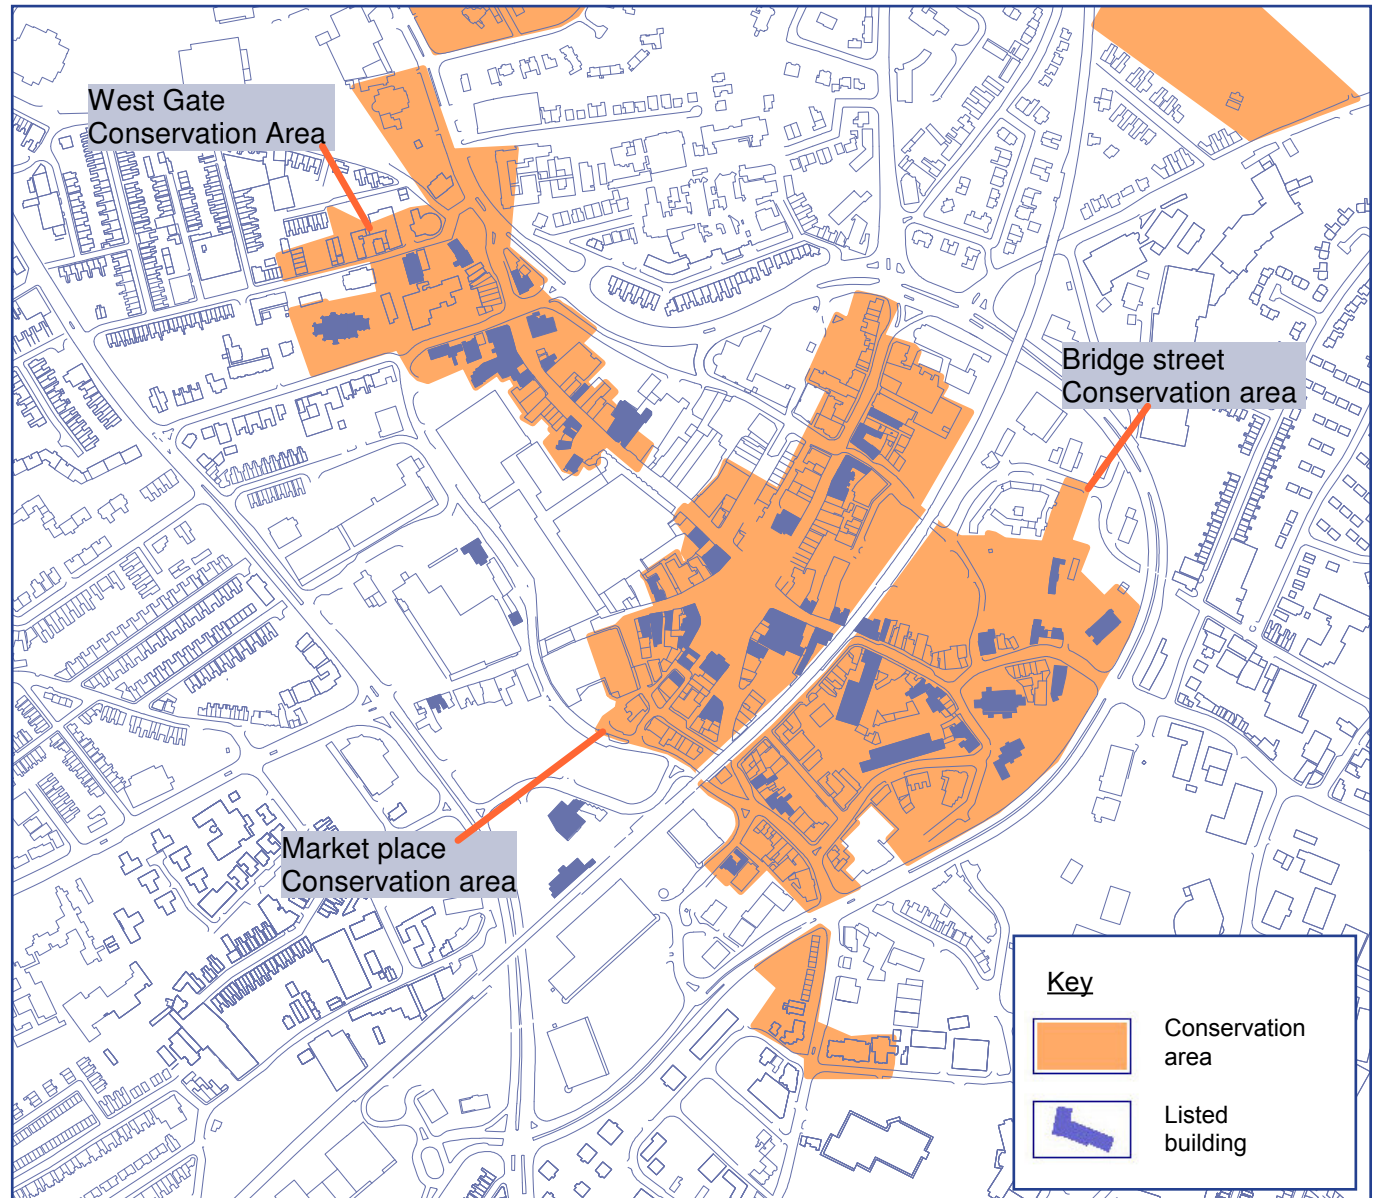 West Gate
Conservation Area
Bridge street
Conservation area
Market place
Conservation area
Key
Conservation
area
Listed
building